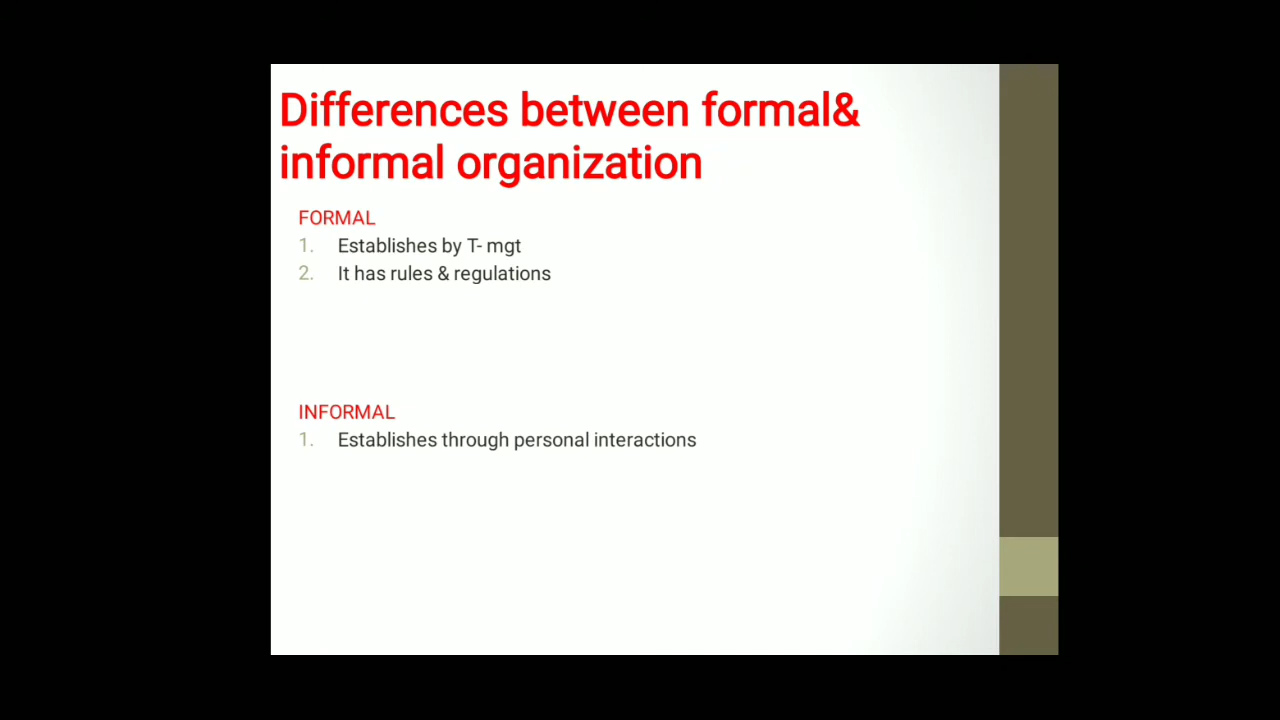 Differences between formal&
informal organization
FORMAL
1. Establishes by T- mgt
2. It has rules & regulations
INFORMAL
1. Establishes through personal interactions